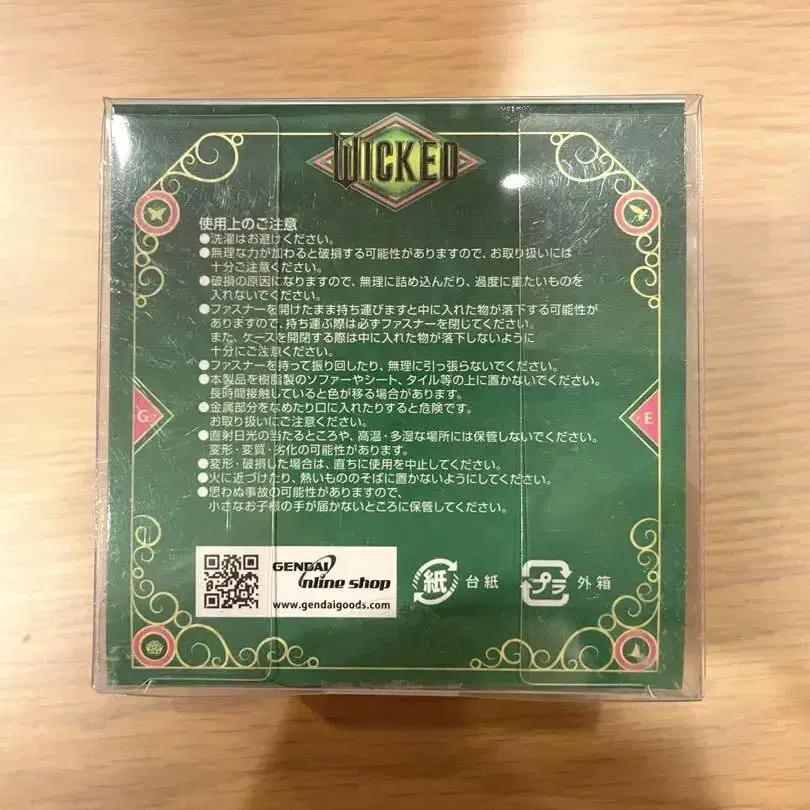 WICKED
使用上のご注意
●洗濯はお避けください。
●無理な力が加わると破損する可能性がありますので、お取り扱いには
十分ご注意ください。
●破損の原因になりますので、無理に詰め込んだり、過度に重たいものを
入れないでください。
●ファスナーを開けたまま持ち運びますと中に入れた物が落下する可能性が
ありますので、持ち運ぶ際は必ずファスナーを閉じてください。
また、ケースを開閉する際は中に入れた物が落下しないように
十分にご注意ください。
●ファスナーを持って振り回したり、無理に引っ張らないでください。
●本製品を樹脂製のソファーやシート、タイル等の上に置かないでください。
長時間接触していると色が移る場合があります。
●金属部分をなめたり口に入れたりすると危険です。
お取り扱いにご注意ください。
●直射日光の当たるところや、高温・多湿な場所には保管しないでください。
変形・変質・劣化の可能性があります。
●変形・破損した場合は、直ちに使用を中止してください。
●火に近づけたり、熱いもののそばに置かないようにしてください。
●思わぬ事故の可能性がありますので、
小さなお子様の手が届かないところに保管してください。
G
E
GENDAI
Online shop
www.gendaigoods.com
紙 台紙
プラ 外箱